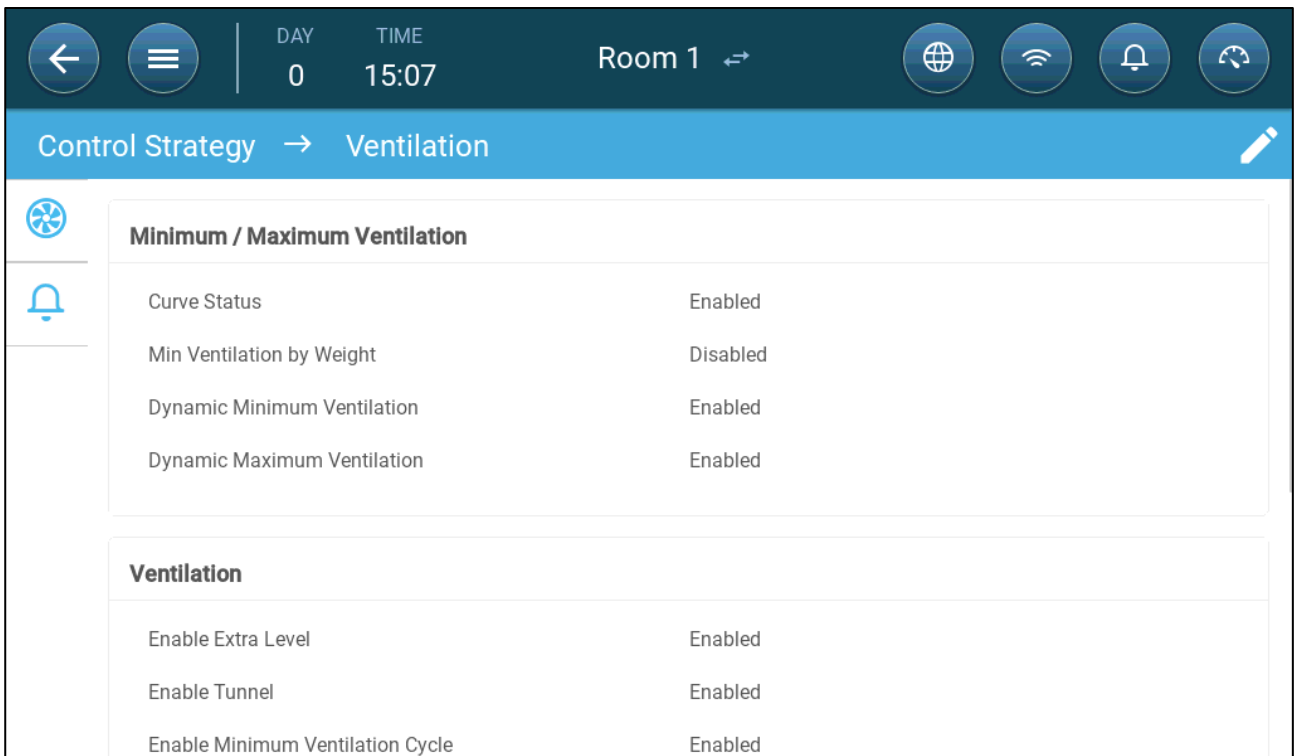 DAY TIME
0 15:07 Room 1
Control Strategy → Ventilation
Minimum / Maximum Ventilation
Curve Status Enabled
Min Ventilation by Weight Disabled
Dynamic Minimum Ventilation Enabled
Dynamic Maximum Ventilation Enabled
Ventilation
Enable Extra Level Enabled
Enable Tunnel Enabled
Enable Minimum Ventilation Cycle Enabled